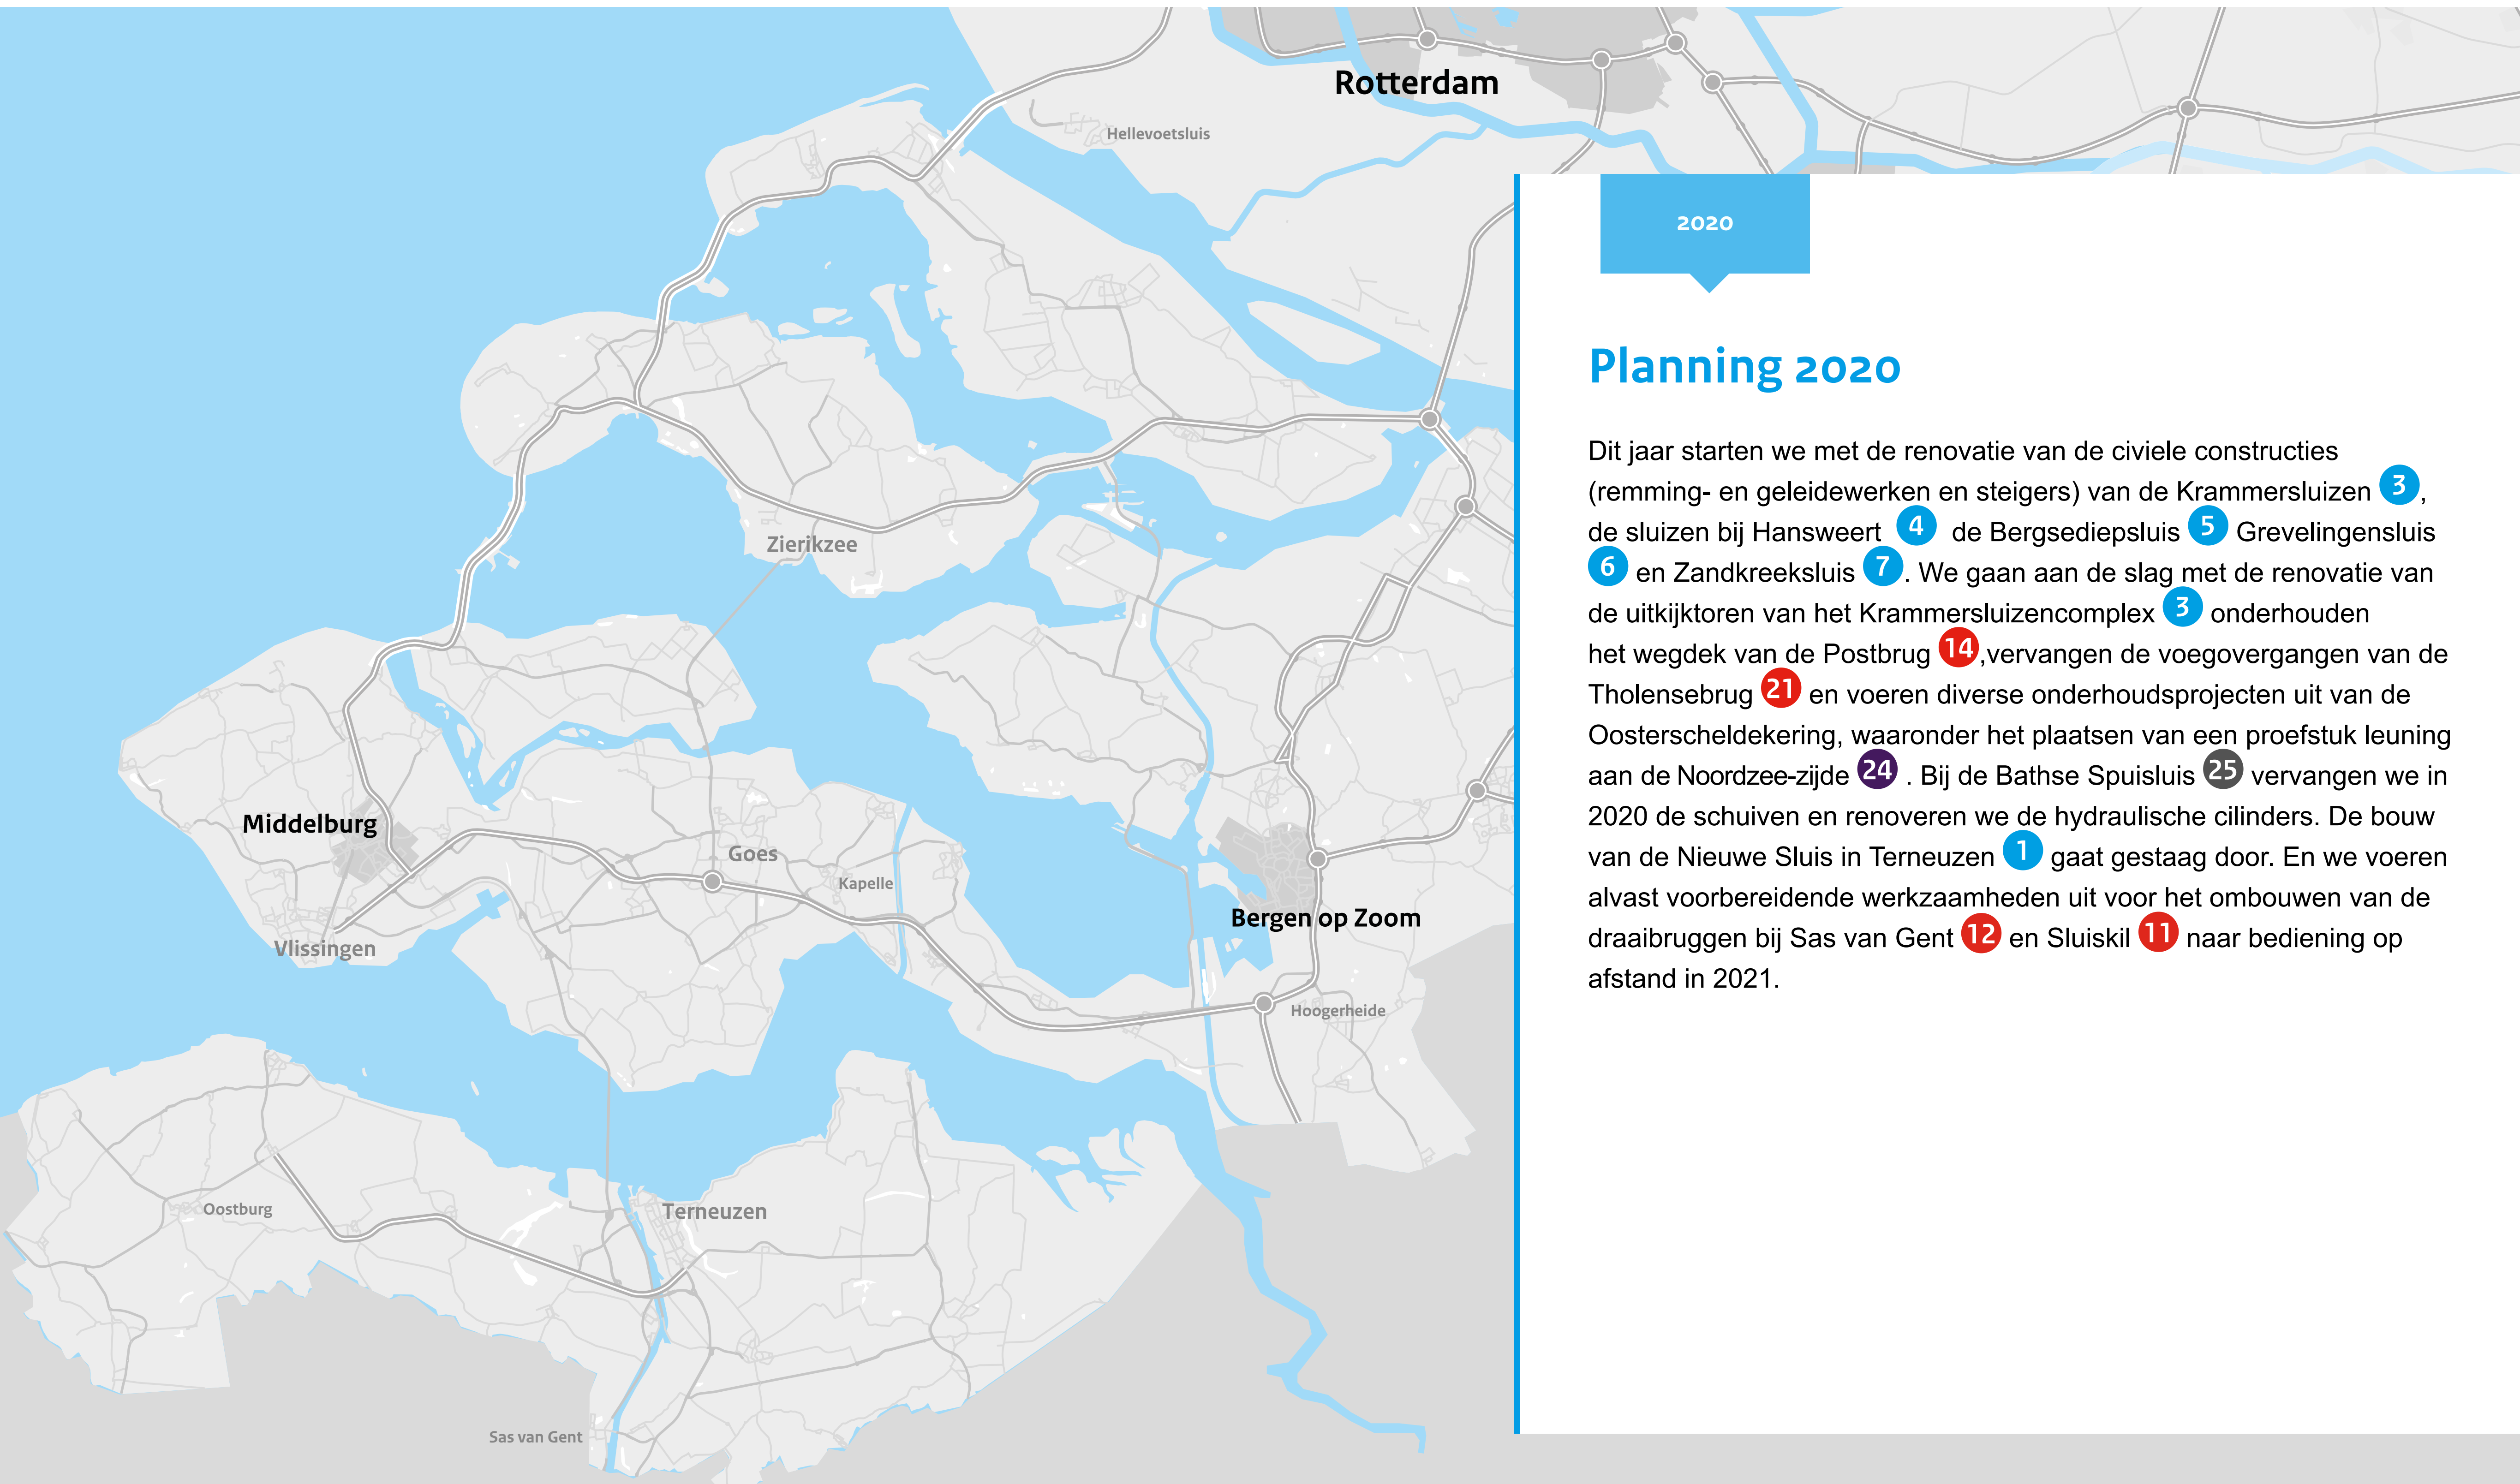 Rotterdam
Hellevoetsluis
Zierikzee
Middelburg
Goes
Kapelle
Bergen op Zoom
Vlissingen
Hoogerheide
Oostburg
Terneuzen
Sas van Gent
2020
Planning 2020
Dit jaar starten we met de renovatie van de civiele constructies
(remming- en geleidewerken en steigers) van de Krammersluizen 3,
de sluizen bij Hansweert 4 de Bergsediepsluis 5 Grevelingensluis
6 en Zandkreeksluis 7. We gaan aan de slag met de renovatie van
de uitkijktoren van het Krammersluizencomplex 3 onderhouden
het wegdek van de Postbrug 14,vervangen de voegovergangen van de
Tholensebrug 21 en voeren diverse onderhoudsprojecten uit van de
Oosterscheldekering, waaronder het plaatsen van een proefstuk leuning
aan de Noordzee-zijde 24 . Bij de Bathse Spuisluis 25 vervangen we in
2020 de schuiven en renoveren we de hydraulische cilinders. De bouw
van de Nieuwe Sluis in Terneuzen 1 gaat gestaag door. En we voeren
alvast voorbereidende werkzaamheden uit voor het ombouwen van de
draaibruggen bij Sas van Gent 12 en Sluiskil 11 naar bediening op
afstand in 2021.